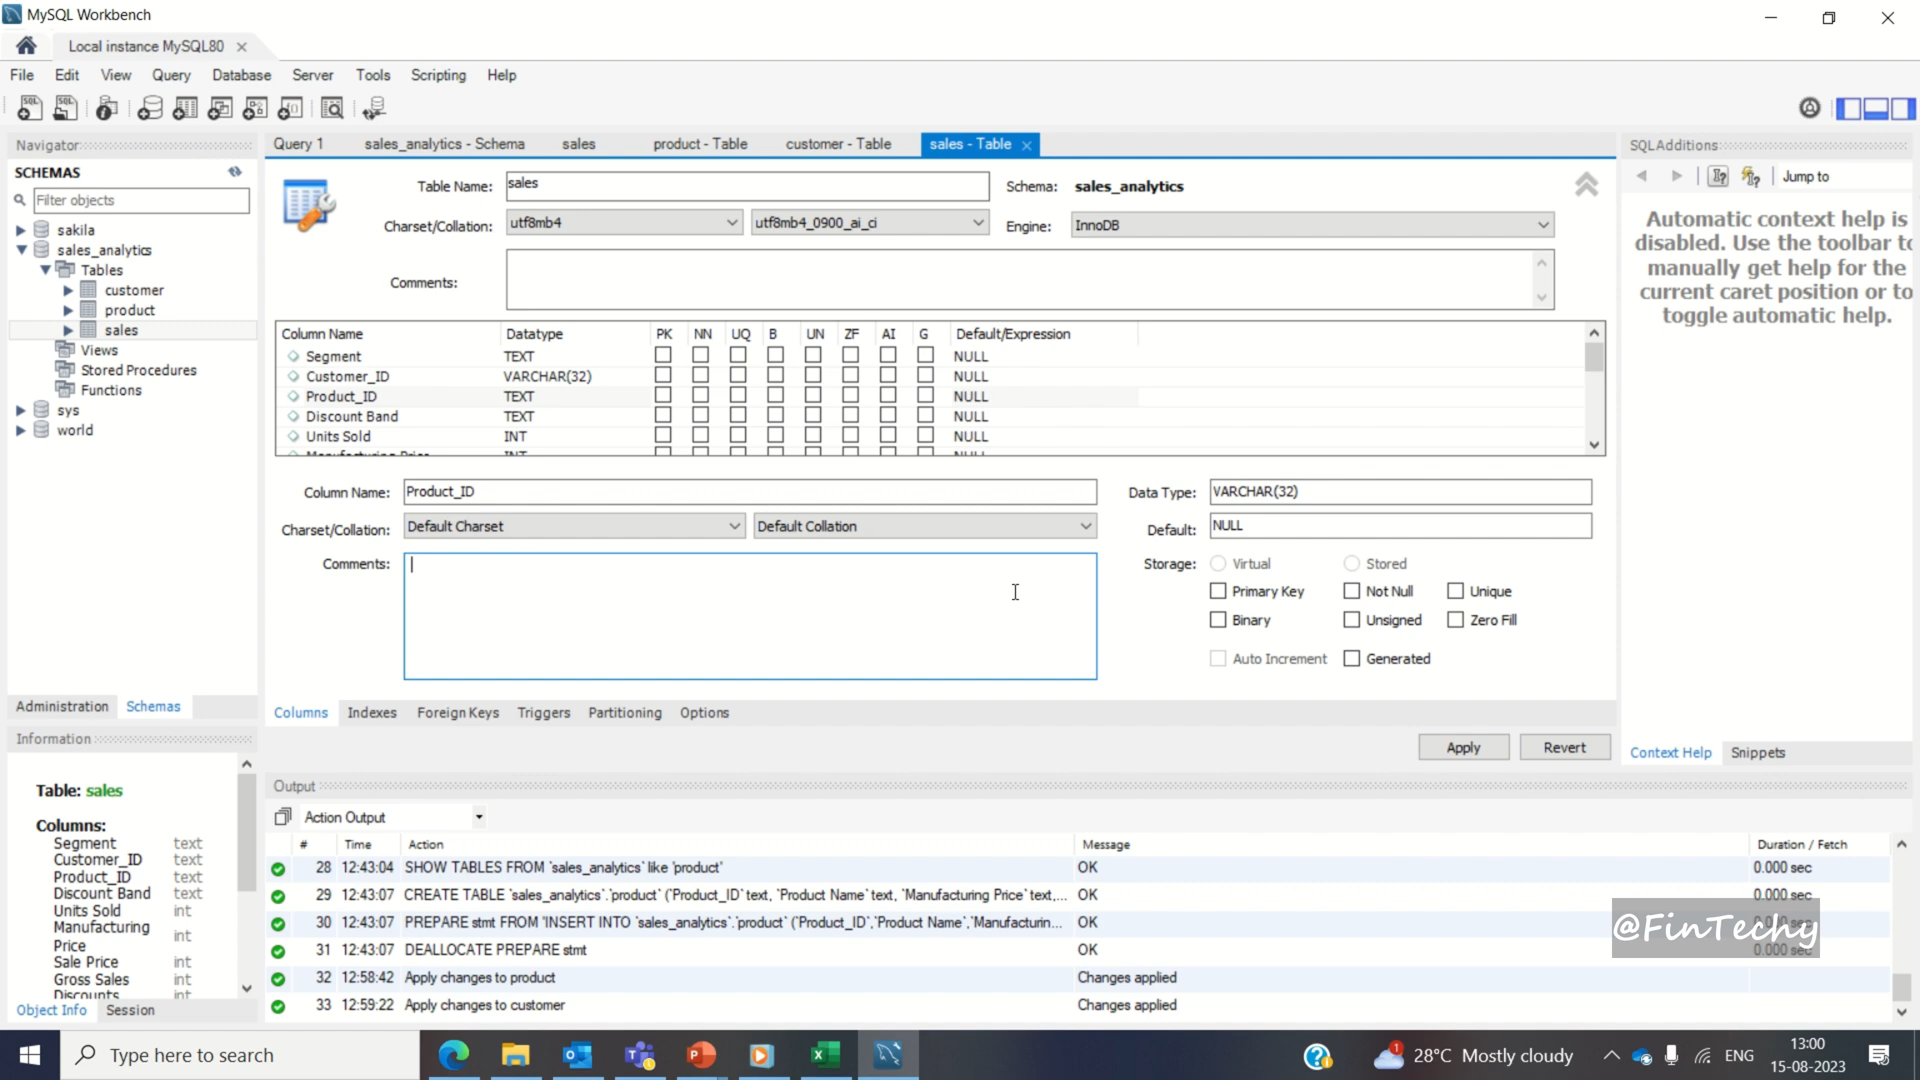 MySQL Workbench
Local instance MySQL80
File Edit View Query Database Server Tools Scripting Help
Navigator
SCHEMAS
Filter objects
sakila
sales_analytics
Tables
customer
product
sales
Views
Stored Procedures
Functions
sys
world
Administration Schemas
Information
Table: sales
Columns:
Segment text
Customer_ID text
Product_ID text
Discount Band text
Units Sold int
Manufacturing Price int
Sale Price int
Gross Sales int
Discounts int
Object Info Session
Query 1 sales_analytics - Schema sales product - Table customer - Table sales - Table
Table Name: sales Schema: sales_analytics
Charset/Collation: utf8mb4 utf8mb4_0900_ai_ci Engine: InnoDB
Comments:
Column Name Datatype PK NN UQ B UN ZF AI G Default/Expression
Segment TEXT NULL
Customer_ID VARCHAR(32) NULL
Product_ID TEXT NULL
Discount Band TEXT NULL
Units Sold INT NULL
Manufacturing Price INT NULL
Column Name: Product_ID Data Type: VARCHAR(32)
Charset/Collation: Default Charset Default Collation Default: NULL
Comments: Storage: Virtual Stored
Primary Key Not Null Unique
Binary Unsigned Zero Fill
Auto Increment Generated
Columns Indexes Foreign Keys Triggers Partitioning Options
Apply Revert
SQLAdditions
Jump to
Automatic context help is
disabled. Use the toolbar to
manually get help for the
current caret position or to
toggle automatic help.
Context Help Snippets
Output
Action Output
# Time Action Message Duration / Fetch
28 12:43:04 SHOW TABLES FROM `sales_analytics` like 'product' OK 0.000 sec
29 12:43:07 CREATE TABLE `sales_analytics`.`product` (`Product_ID` text, `Product Name` text, `Manufacturing Price` text,... OK 0.000 sec
30 12:43:07 PREPARE stmt FROM 'INSERT INTO `sales_analytics`.`product` (`Product_ID`,`Product Name`,`Manufacturin... OK
31 12:43:07 DEALLOCATE PREPARE stmt OK 0.000 sec
32 12:58:42 Apply changes to product Changes applied
33 12:59:22 Apply changes to customer Changes applied
@FinTechy
Type here to search
28°C Mostly cloudy
ENG
13:00
15-08-2023